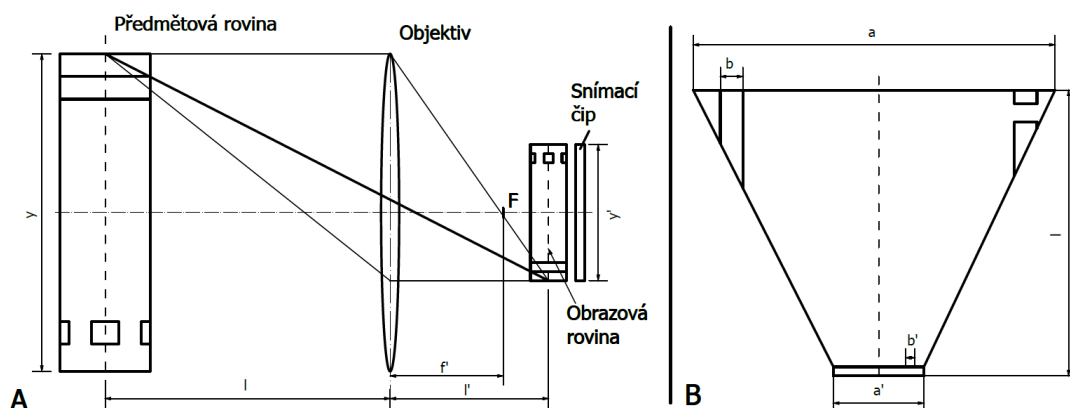 Předmětová rovina
Objektiv
Snímací
čip
F
y
y'
Obrazová
rovina
f'
l
l'
A
a
b
l
b'
a'
B